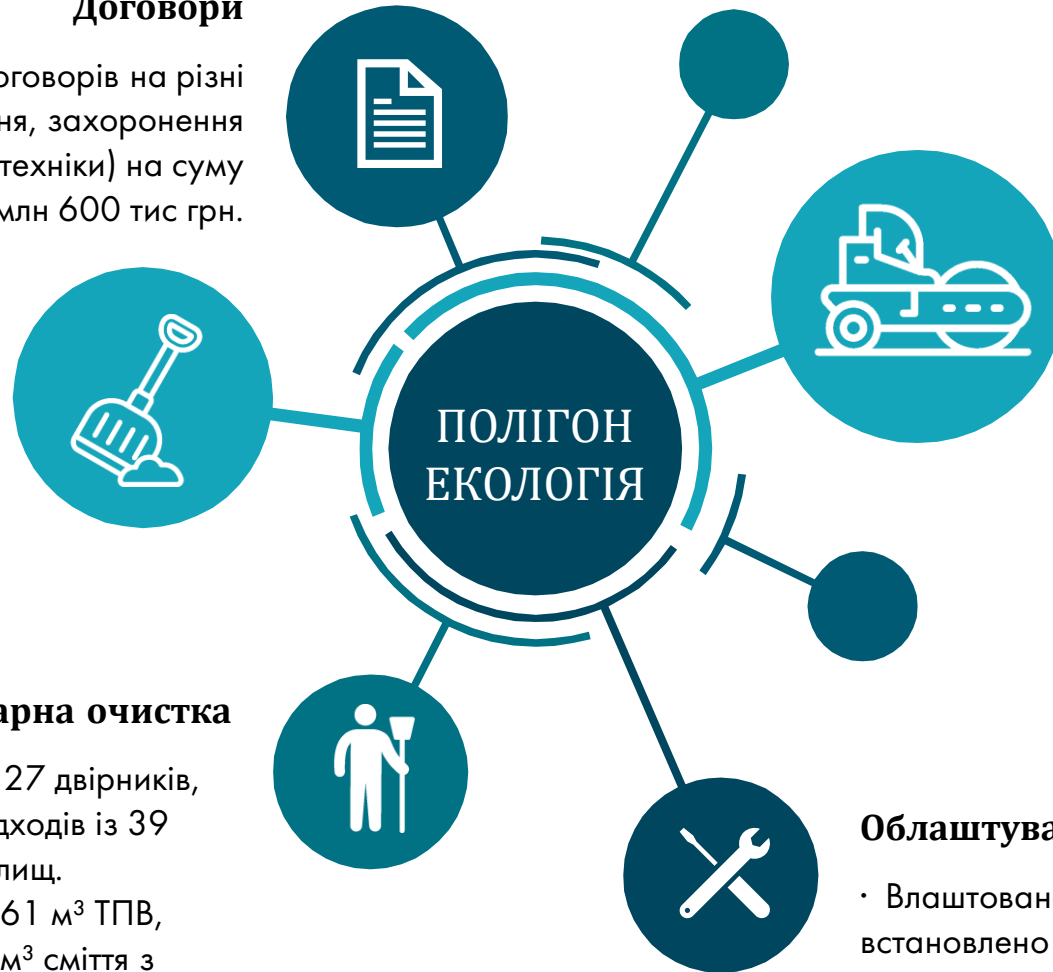 Договори
оговорів на різні
ня, захоронення
техніки) на суму
млн 600 тис грн.
ПОЛІГОН
ЕКОЛОГІЯ
арна очистка
27 двірників,
дходів із 39
лищ.
61 м³ ТПВ,
м³ сміття з
Облаштува
· Влаштован
встановлено